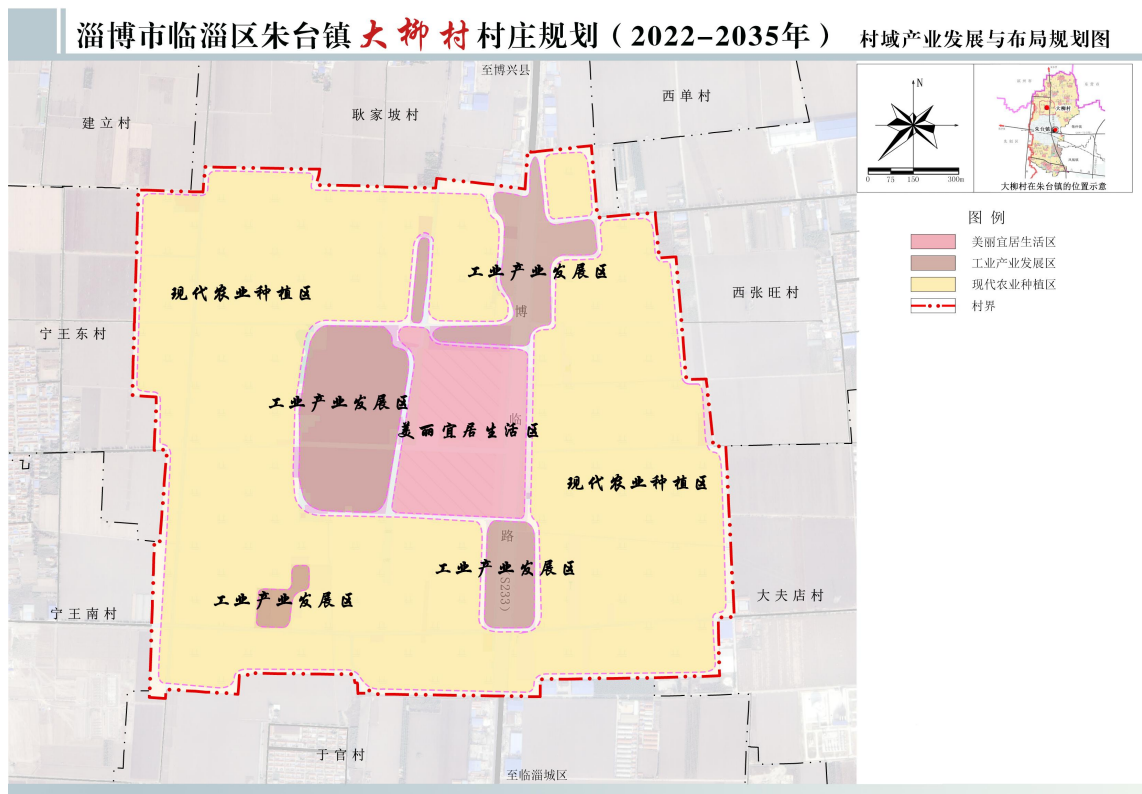 淄博市临淄区朱台镇大柳村村庄规划（2022-2035年） 村域产业发展与布局规划图
至博兴县
西单村
耿家坡村
建立村
N
0 75 150 300m
大柳村
朱台镇
大柳村在朱台镇的位置示意
图 例
美丽宜居生活区
工业产业发展区
现代农业种植区
村界
工业产业发展区
现代农业种植区
西张旺村
博
宁王东村
工业产业发展区
临
美丽宜居生活区
现代农业种植区
路
(S233)
工业产业发展区
工业产业发展区
大夫店村
宁王南村
于官村
至临淄城区